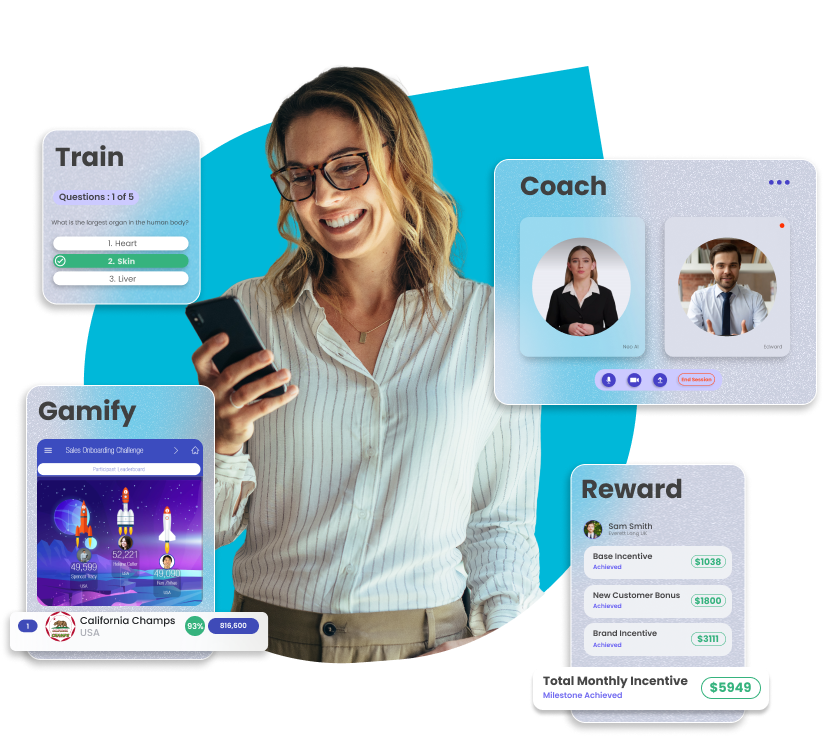 Train
Questions : 1 of 5
What is the largest organ in the human body?
1. Heart
2. Skin
3. Liver
Coach
Neo AI
Edward
End Session
Gamify
Sales Onboarding Challenge
Participant Leaderboard
52,221
USA
49,599
Spencer Tracy
USA
49,090
USA
1
California Champs
USA
93%
816,600
Reward
Sam Smith
Base Incentive
Achieved
$1038
New Customer Bonus
Achieved
$1800
Brand Incentive
Achieved
$3111
Total Monthly Incentive
Milestone Achieved
$5949